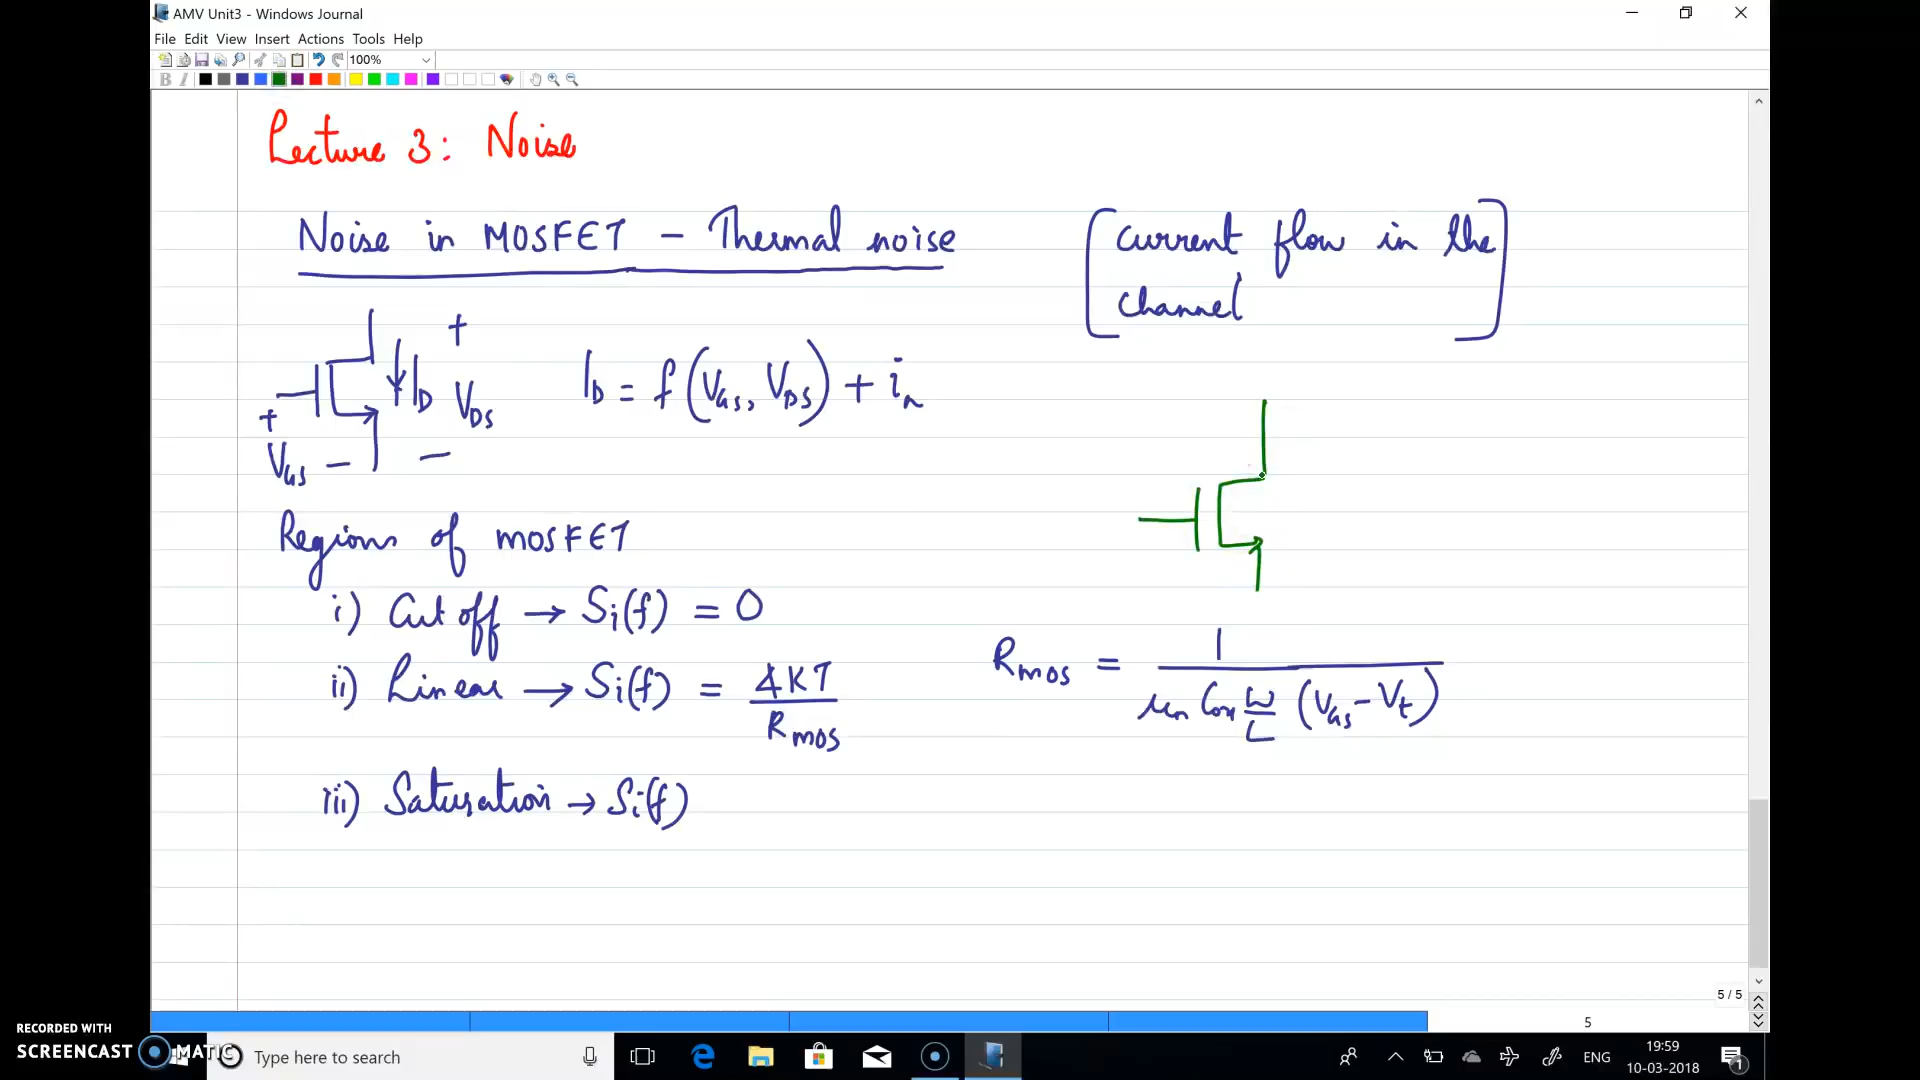 AMV Unit3 - Windows Journal
File Edit View Insert Actions Tools Help
100%
B I
Lecture 3: Noise
Noise in MOSFET - Thermal noise
[current flow in the
channel]
+
I_D
V_DS
+
V_GS -
-
I_D = f(V_GS, V_DS) + i_n
Regions of MOSFET
i) Cut off → S_i(f) = 0
ii) Linear → S_i(f) = 4KT / R_MOS
R_MOS = 1 / μn Cox W/L (V_GS - V_t)
iii) Saturation → S_i(f)
5 / 5
5
RECORDED WITH
SCREENCAST MATIC
Type here to search
ENG
19:59
10-03-2018
1